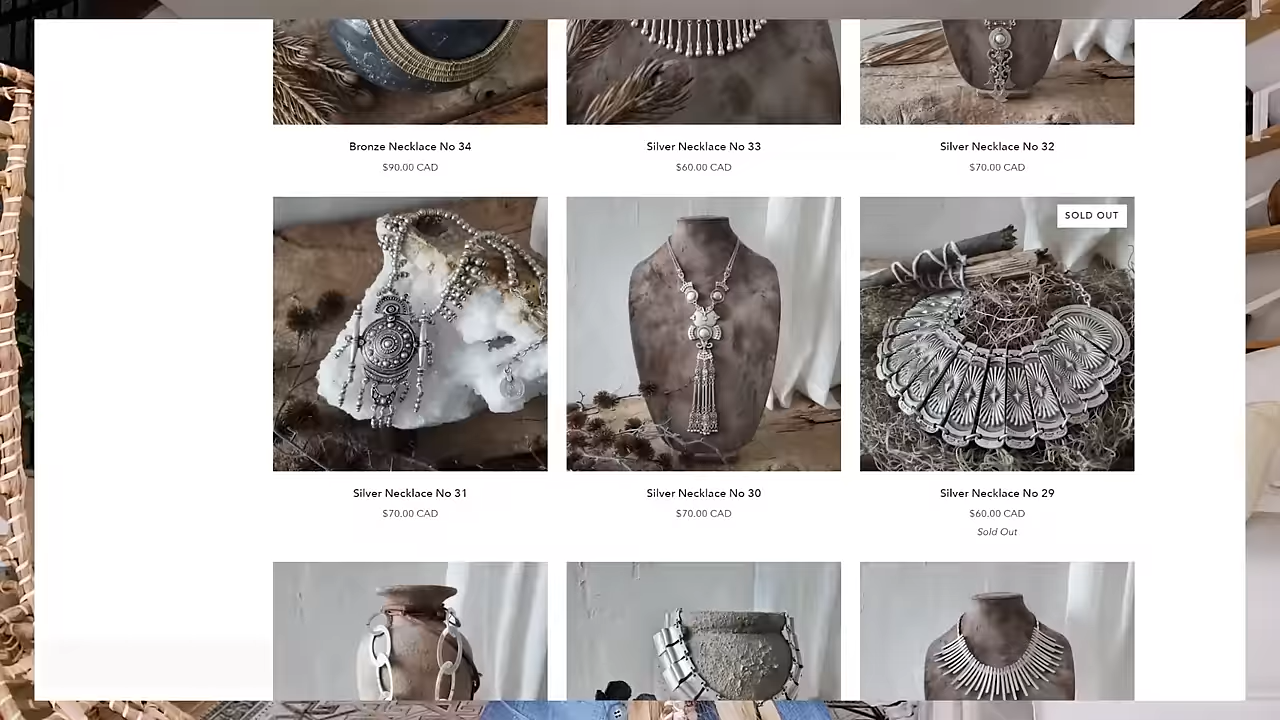 Bronze Necklace No 34
$90.00 CAD
Silver Necklace No 33
$60.00 CAD
Silver Necklace No 32
$70.00 CAD
SOLD OUT
Silver Necklace No 31
$70.00 CAD
Silver Necklace No 30
$70.00 CAD
Silver Necklace No 29
$60.00 CAD
Sold Out